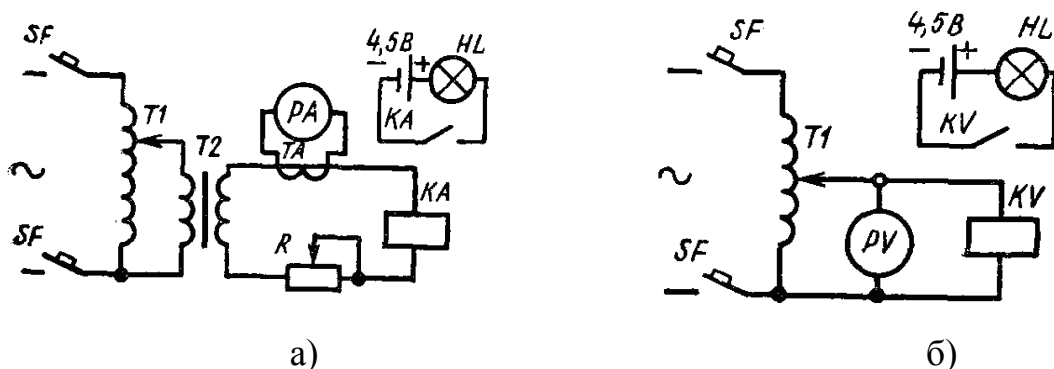 SF
4,5В
− +
HL
KA
T1
PA
T2
TA
KA
R
SF
~
а)
SF
4,5В
− +
HL
KV
T1
KV
PV
SF
~
б)